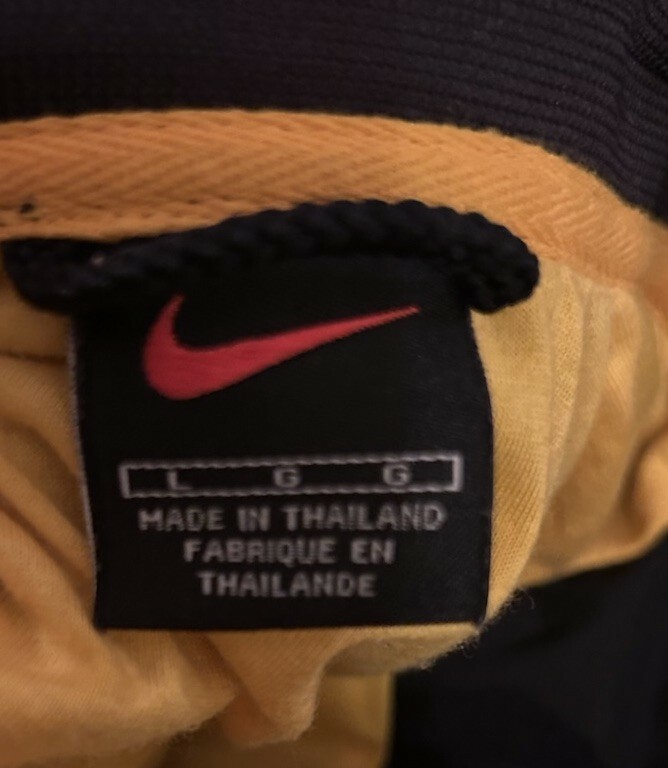 L G G
MADE IN THAILAND
FABRIQUE EN
THAILANDE